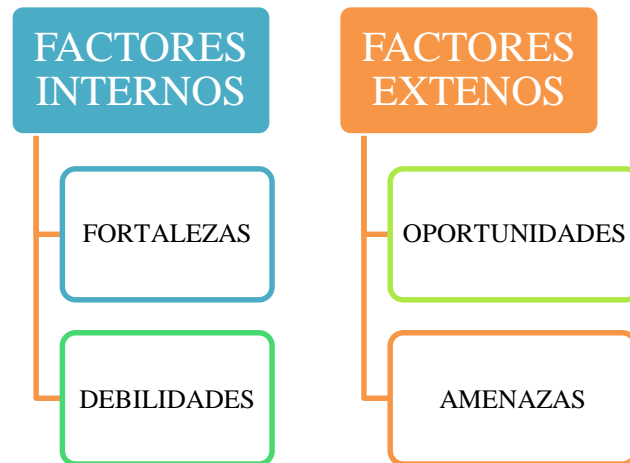 FACTORES
INTERNOS
FORTALEZAS
DEBILIDADES
FACTORES
EXTENOS
OPORTUNIDADES
AMENAZAS